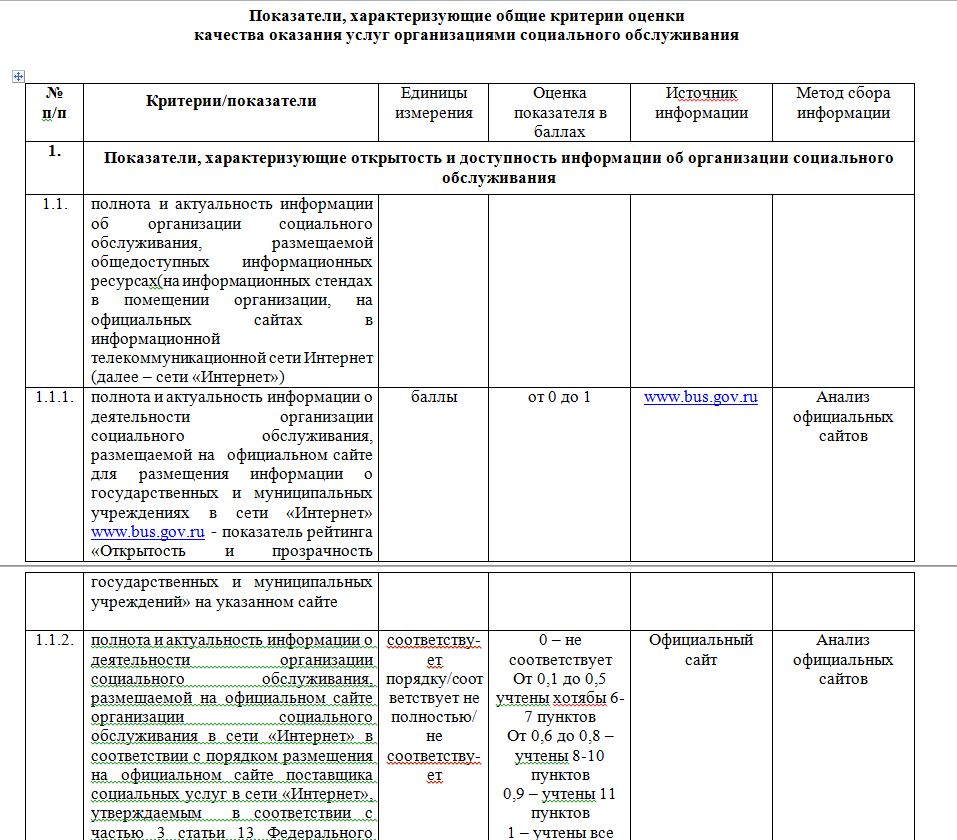 Показатели, характеризующие общие критерии оценки
качества оказания услуг организациями социального обслуживания
№
п/п
Критерии/показатели
Единицы
измерения
Оценка
показателя в
баллах
Источник
информации
Метод сбора
информации
1.
Показатели, характеризующие открытость и доступность информации об организации социального
обслуживания
1.1.
полнота и актуальность информации
об организации социального
обслуживания, размещаемой
общедоступных информационных
ресурсах(на информационных стендах
в помещении организации, на
официальных сайтах в
информационной
телекоммуникационной сети Интернет
(далее – сети «Интернет»)
1.1.1.
полнота и актуальность информации о
деятельности организации
социального обслуживания,
размещаемой на официальном сайте
для размещения информации о
государственных и муниципальных
учреждениях в сети «Интернет»
www.bus.gov.ru - показатель рейтинга
«Открытость и прозрачность
государственных и муниципальных
учреждений» на указанном сайте
баллы
от 0 до 1
www.bus.gov.ru
Анализ
официальных
сайтов
1.1.2.
полнота и актуальность информации о
деятельности организации
социального обслуживания,
размещаемой на официальном сайте
организации социального
обслуживания в сети «Интернет» в
соответствии с порядком размещения
на официальном сайте поставщика
социальных услуг в сети «Интернет»,
утверждаемым в соответствии с
частью 3 статьи 13 Федерального
соответству-
ет
порядку/соот
ветствует не
полностью/
не
соответству-
ет
0 – не
соответствует
От 0,1 до 0,5
учтены хотябы 6-
7 пунктов
От 0,6 до 0,8 –
учтены 8-10
пунктов
0,9 – учтены 11
пунктов
1 – учтены все
Официальный
сайт
Анализ
официальных
сайтов